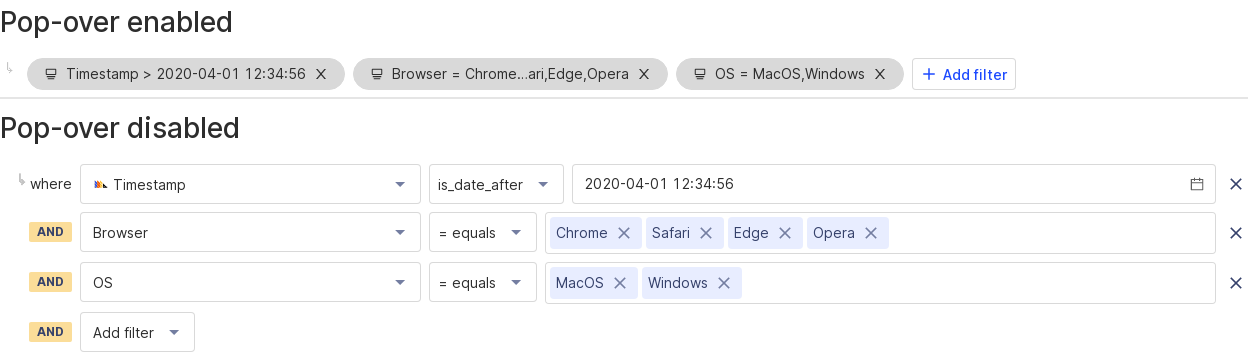 Pop-over enabled
Timestamp > 2020-04-01 12:34:56 Browser = Chrome...ari,Edge,Opera OS = MacOS,Windows + Add filter
Pop-over disabled
where Timestamp is_date_after 2020-04-01 12:34:56
AND Browser = equals Chrome Safari Edge Opera
AND OS = equals MacOS Windows
AND Add filter